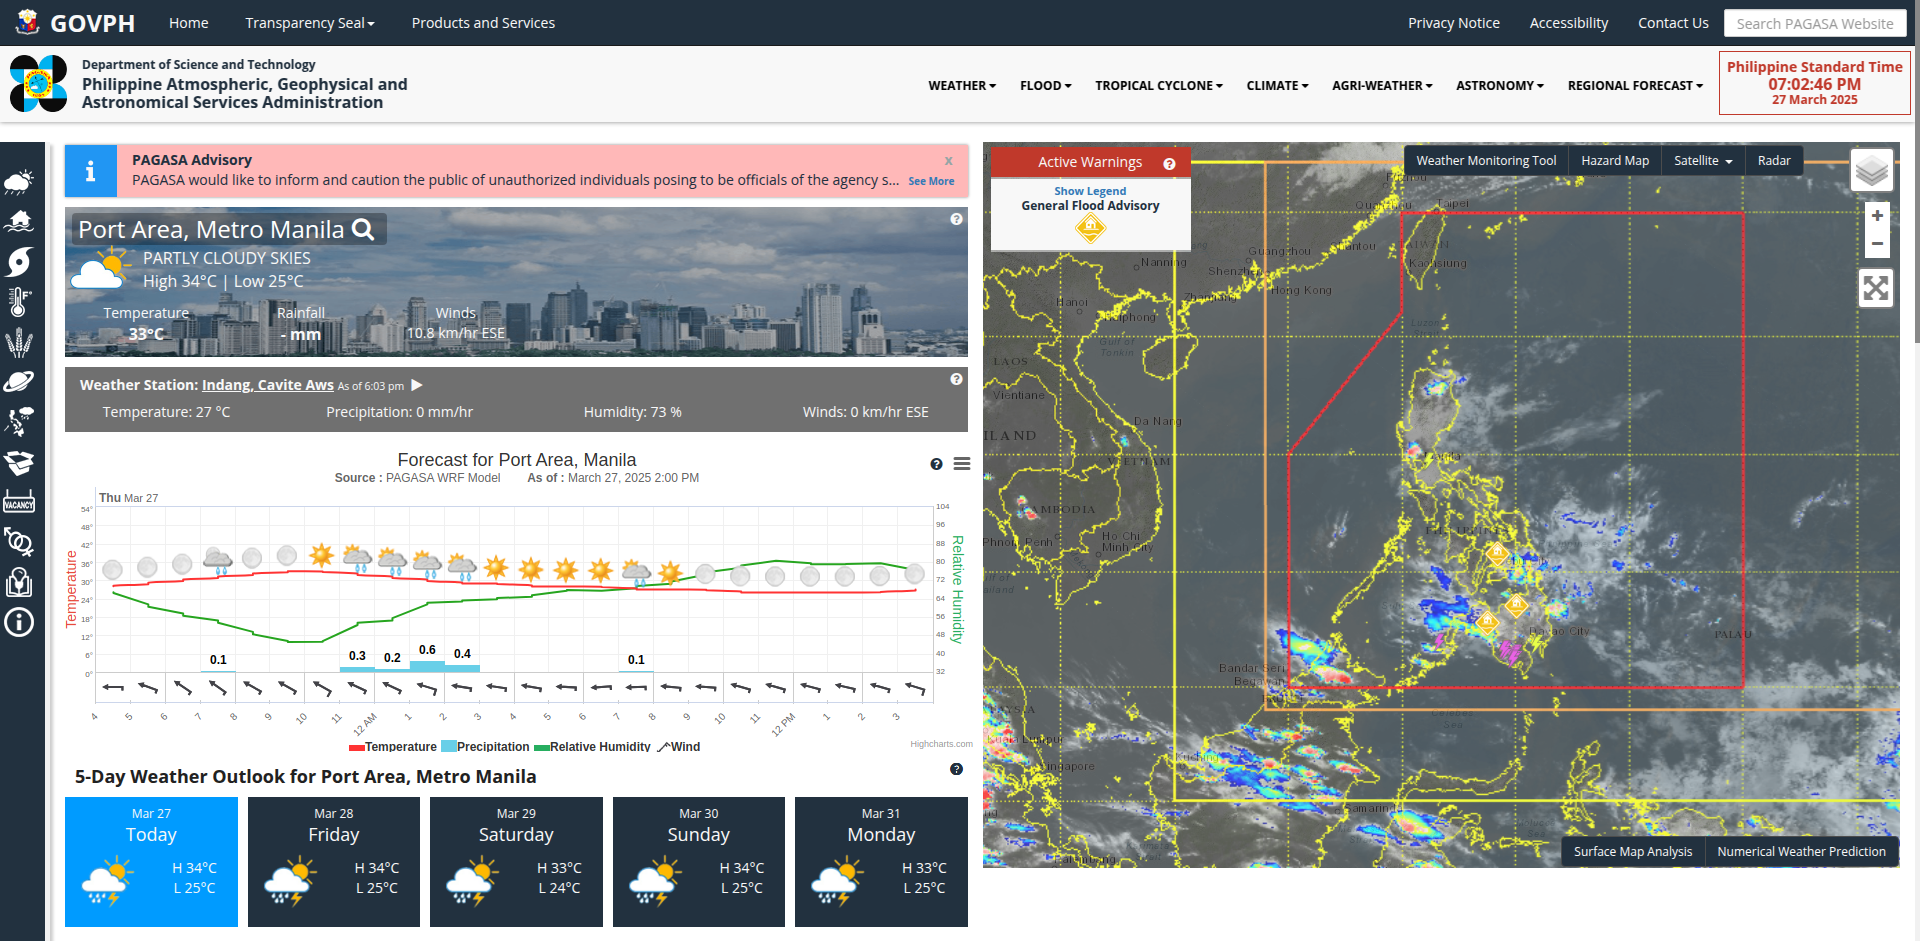 GOVPH
Home
Transparency Seal
Products and Services
Privacy Notice
Accessibility
Contact Us
Search PAGASA Website
Department of Science and Technology
Philippine Atmospheric, Geophysical and
Astronomical Services Administration
WEATHER
FLOOD
TROPICAL CYCLONE
CLIMATE
AGRI-WEATHER
ASTRONOMY
REGIONAL FORECAST
Philippine Standard Time
07:02:46 PM
27 March 2025
PAGASA Advisory
x
PAGASA would like to inform and caution the public of unauthorized individuals posing to be officials of the agency s... See More
Port Area, Metro Manila
PARTLY CLOUDY SKIES
High 34°C | Low 25°C
Temperature
33°C
Rainfall
- mm
Winds
10.8 km/hr ESE
Weather Station: Indang, Cavite Aws As of 6:03 pm
Temperature: 27 °C
Precipitation: 0 mm/hr
Humidity: 73 %
Winds: 0 km/hr ESE
Forecast for Port Area, Manila
Source : PAGASA WRF Model As of : March 27, 2025 2:00 PM
Thu Mar 27
Temperature
54°
48°
42°
36°
30°
24°
18°
12°
6°
0°
Relative Humidity
104
96
88
80
72
64
56
48
40
32
0.1
0.3
0.2
0.6
0.4
0.1
4
5
6
7
8
9
10
11
12 AM
1
2
3
4
5
6
7
8
9
10
11
12 PM
1
2
3
Temperature
Precipitation
Relative Humidity
Wind
Highcharts.com
5-Day Weather Outlook for Port Area, Metro Manila
Mar 27
Today
H 34°C
L 25°C
Mar 28
Friday
H 34°C
L 25°C
Mar 29
Saturday
H 33°C
L 24°C
Mar 30
Sunday
H 34°C
L 25°C
Mar 31
Monday
H 33°C
L 25°C
VACANCY
Active Warnings
Show Legend
General Flood Advisory
Weather Monitoring Tool
Hazard Map
Satellite
Radar
+
−
Taipei
Guangzhou
Nanning
Shenzhen
Kaohsiung
Hong Kong
Hanoi
Gulf of
Tonkin
LAOS
Vientiane
Da Nang
VIETNAM
Phnom Penh
Ho Chi
Minh City
Davao City
PALAU
Bandar Seri
Begawan
Celebes
Sea
Kuala Lumpur
Kuching
Surface Map Analysis
Numerical Weather Prediction